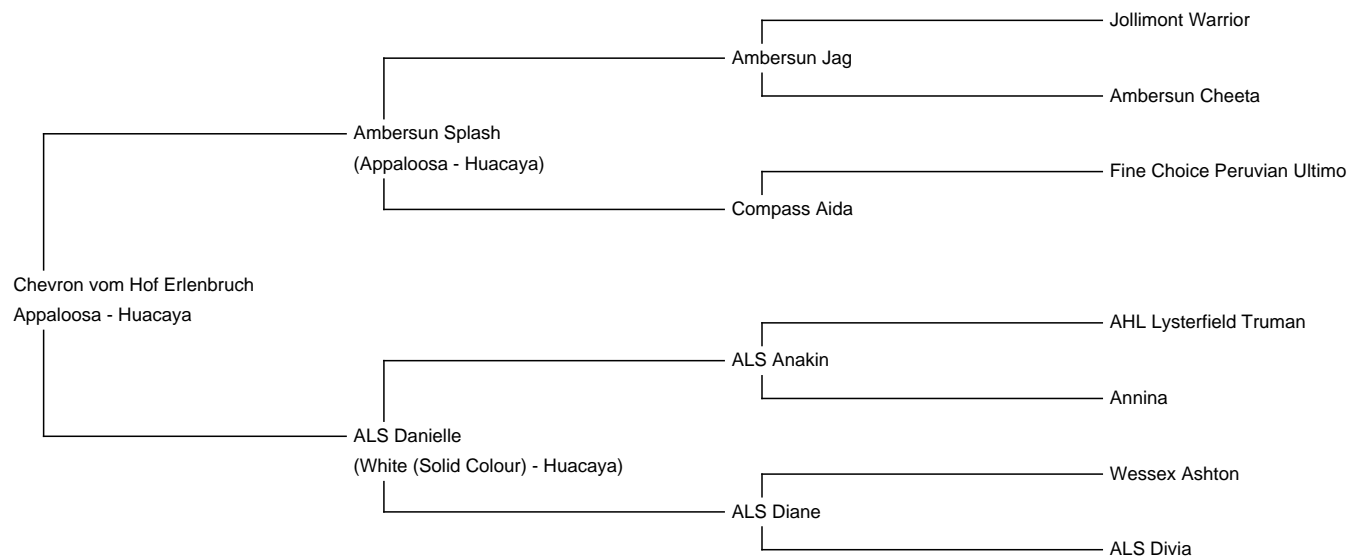 Jollimont Warrior
Ambersun Jag
Ambersun Cheeta
Ambersun Splash
(Appaloosa - Huacaya)
Fine Choice Peruvian Ultimo
Compass Aida
Chevron vom Hof Erlenbruch
Appaloosa - Huacaya
AHL Lysterfield Truman
ALS Anakin
Annina
ALS Danielle
(White (Solid Colour) - Huacaya)
Wessex Ashton
ALS Diane
ALS Divia